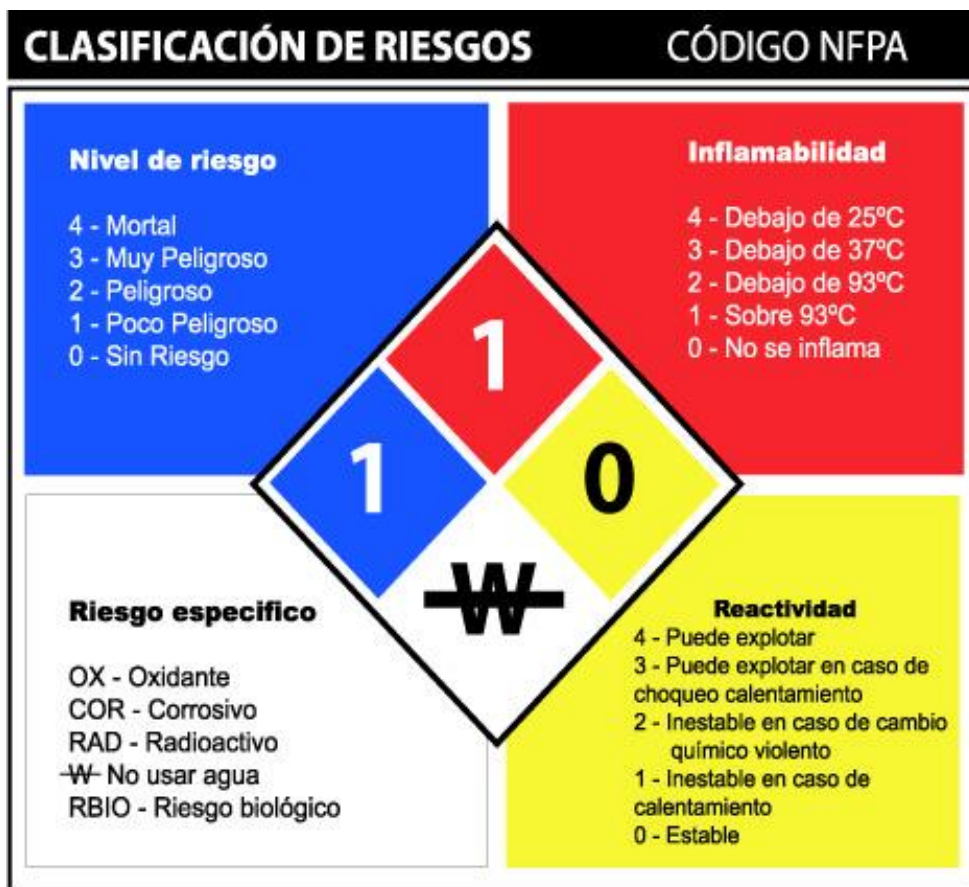 CLASIFICACIÓN DE RIESGOS CÓDIGO NFPA
Nivel de riesgo
4 - Mortal
3 - Muy Peligroso
2 - Peligroso
1 - Poco Peligroso
0 - Sin Riesgo
Inflamabilidad
4 - Debajo de 25ºC
3 - Debajo de 37ºC
2 - Debajo de 93ºC
1 - Sobre 93ºC
0 - No se inflama
1
1
0
W
Riesgo especifico
OX - Oxidante
COR - Corrosivo
RAD - Radioactivo
W No usar agua
RBIO - Riesgo biológico
Reactividad
4 - Puede explotar
3 - Puede explotar en caso de
choqueo calentamiento
2 - Inestable en caso de cambio
químico violento
1 - Inestable en caso de
calentamiento
0 - Estable